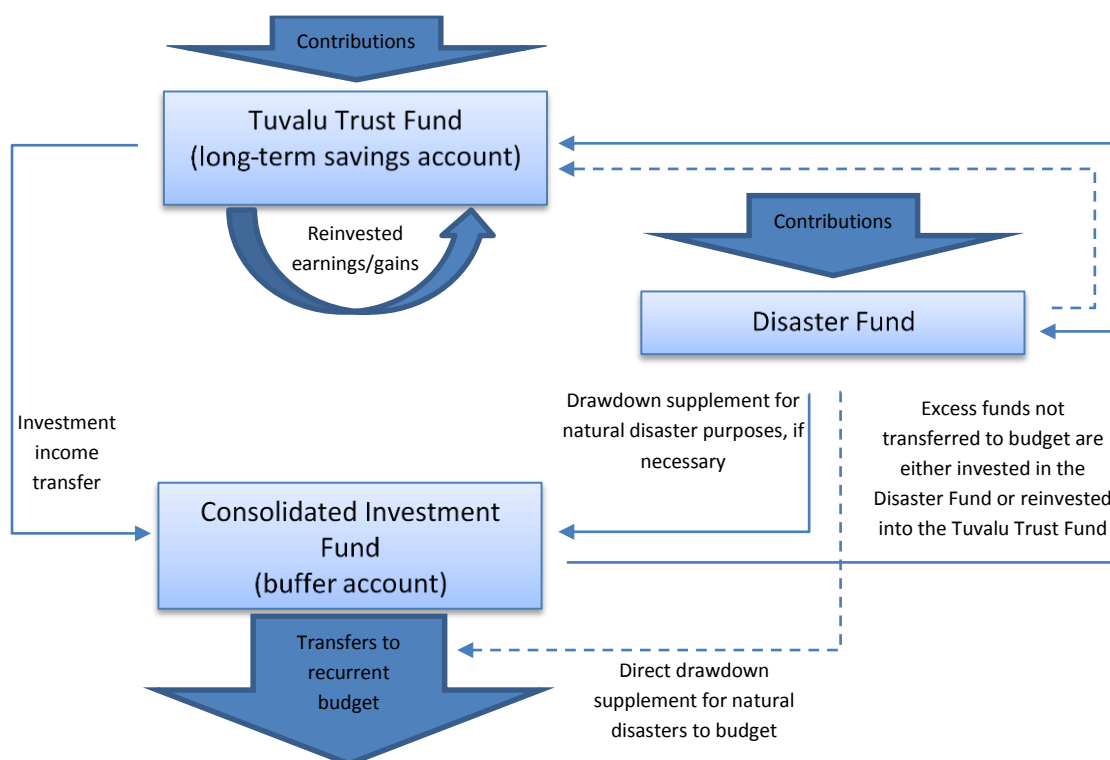 Contributions
Tuvalu Trust Fund
(long-term savings account)
Reinvested
earnings/gains
Contributions
Disaster Fund
Investment
income
transfer
Drawdown supplement for
natural disaster purposes, if
necessary
Excess funds not
transferred to budget are
either invested in the
Disaster Fund or reinvested
into the Tuvalu Trust Fund
Consolidated Investment
Fund
(buffer account)
Transfers to
recurrent
budget
Direct drawdown
supplement for natural
disasters to budget